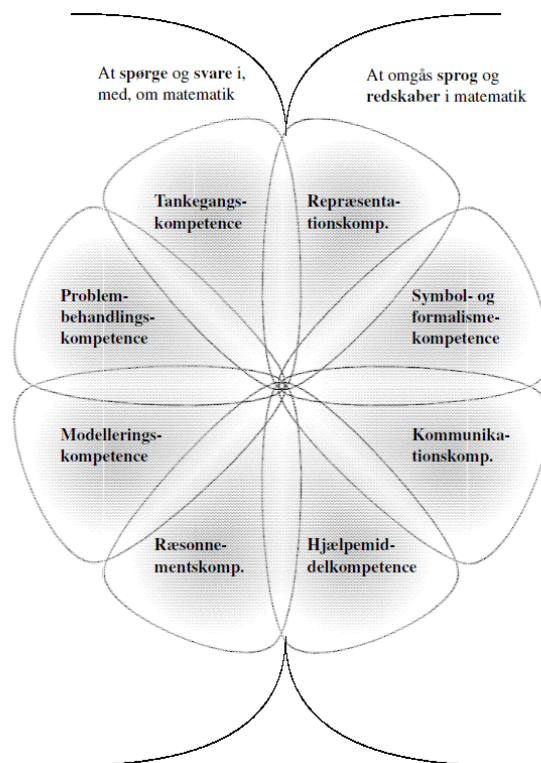 At spørge og svare i,
med, om matematik
At omgås sprog og
redskaber i matematik
Tankegangs-
kompetence
Repræsenta-
tionskomp.
Problem-
behandlings-
kompetence
Symbol- og
formalisme-
kompetence
Modellerings-
kompetence
Kommunika-
tionskomp.
Ræsonne-
mentskomp.
Hjælpemid-
delkompetence